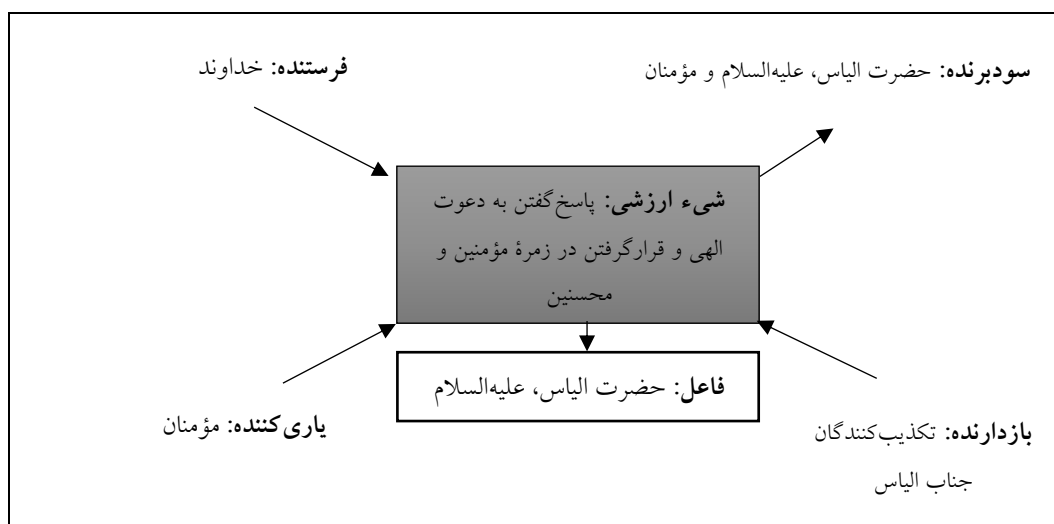 سودبرنده: حضرت الیاس، علیه‌السلام و مؤمنان
فرستنده: خداوند
شیء ارزشی: پاسخ‌گفتن به دعوت
الهی و قرارگرفتن در زمرۀ مؤمنین و
محسنین
فاعل: حضرت الیاس، علیه‌السلام
بازدارنده: تکذیب‌کنندگان
جناب الیاس
یاری‌کننده: مؤمنان